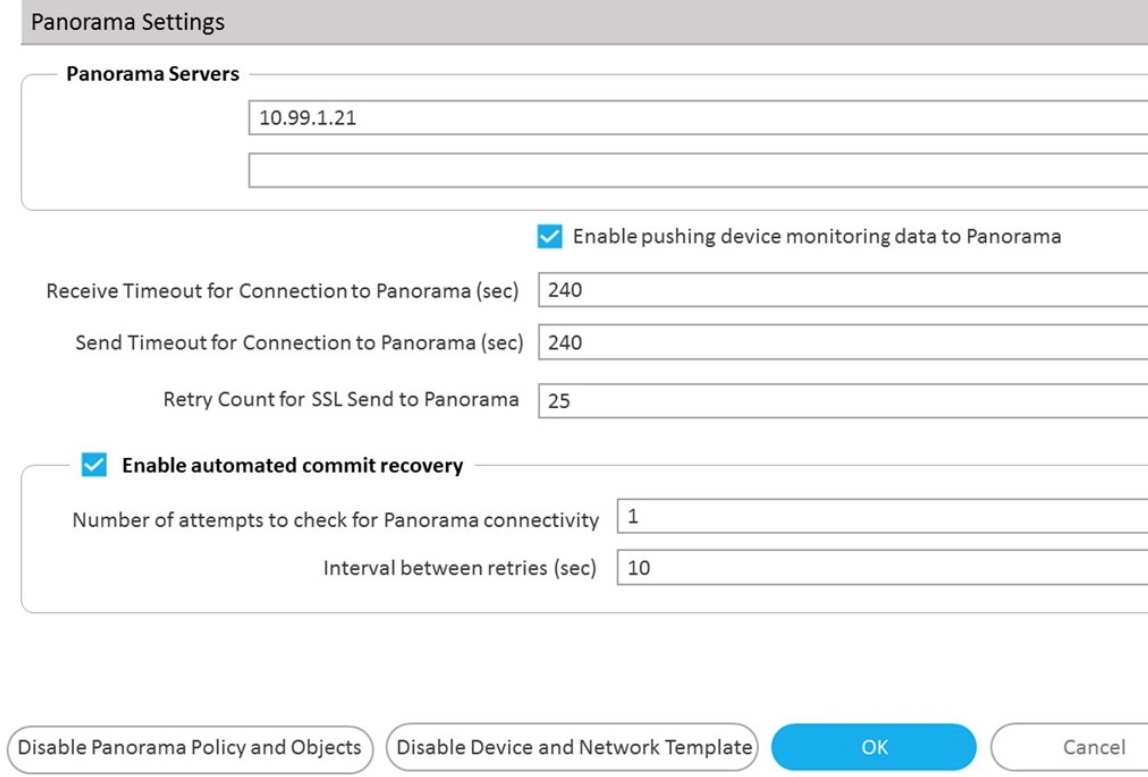 Panorama Settings
Panorama Servers
10.99.1.21
Enable pushing device monitoring data to Panorama
Receive Timeout for Connection to Panorama (sec) 240
Send Timeout for Connection to Panorama (sec) 240
Retry Count for SSL Send to Panorama 25
Enable automated commit recovery
Number of attempts to check for Panorama connectivity 1
Interval between retries (sec) 10
Disable Panorama Policy and Objects Disable Device and Network Template OK Cancel